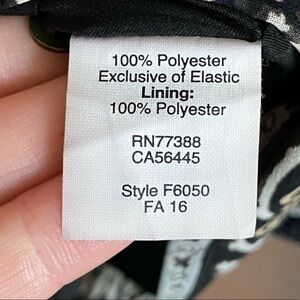 100% Polyester
Exclusive of Elastic
Lining:
100% Polyester
RN77388
CA56445
Style F6050
FA 16